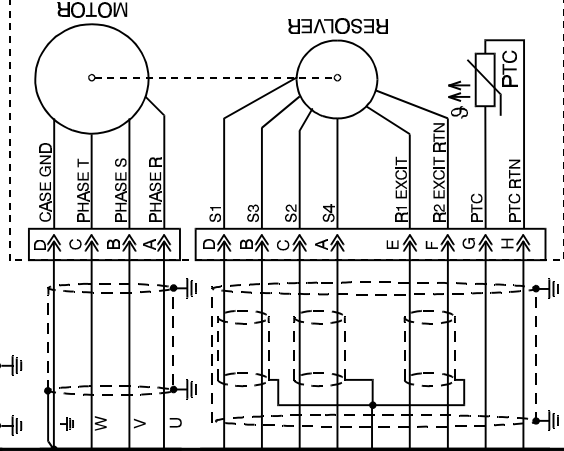 MOTOR
RESOLVER
CASE GND
PHASE T
PHASE S
PHASE R
S1
S3
S2
S4
R1 EXCIT
R2 EXCIT RTN
PTC
PTC RTN
PTC
ϑ
D
C
B
A
D
B
C
A
E
F
G
H
W
V
U